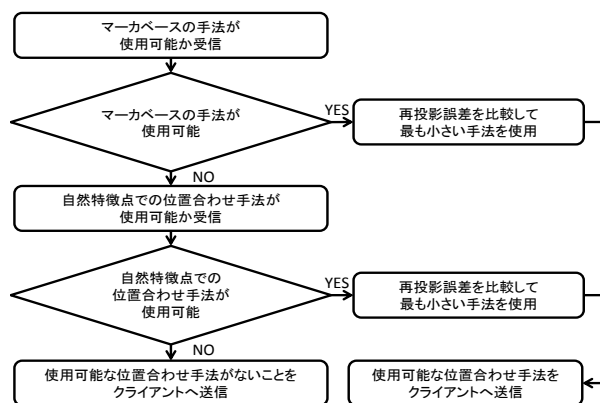 マーカベースの手法が
使用可能か受信
マーカベースの手法が
使用可能
YES
再投影誤差を比較して
最も小さい手法を使用
NO
自然特徴点での位置合わせ手法が
使用可能か受信
自然特徴点での
位置合わせ手法が
使用可能
YES
再投影誤差を比較して
最も小さい手法を使用
NO
使用可能な位置合わせ手法がないことを
クライアントへ送信
使用可能な位置合わせ手法を
クライアントへ送信